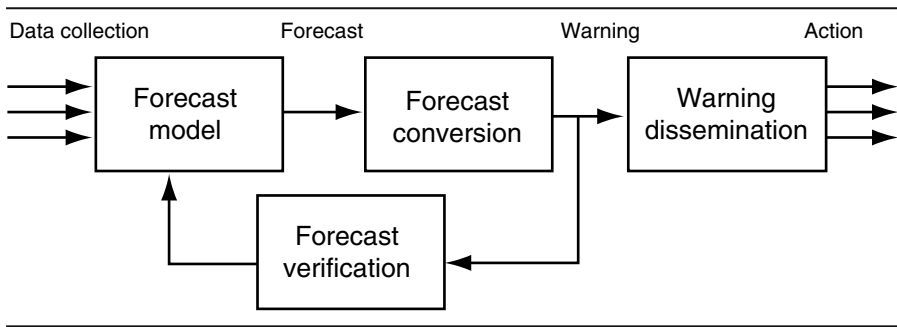 Data collection
Forecast
Warning
Action
Forecast
model
Forecast
conversion
Warning
dissemination
Forecast
verification